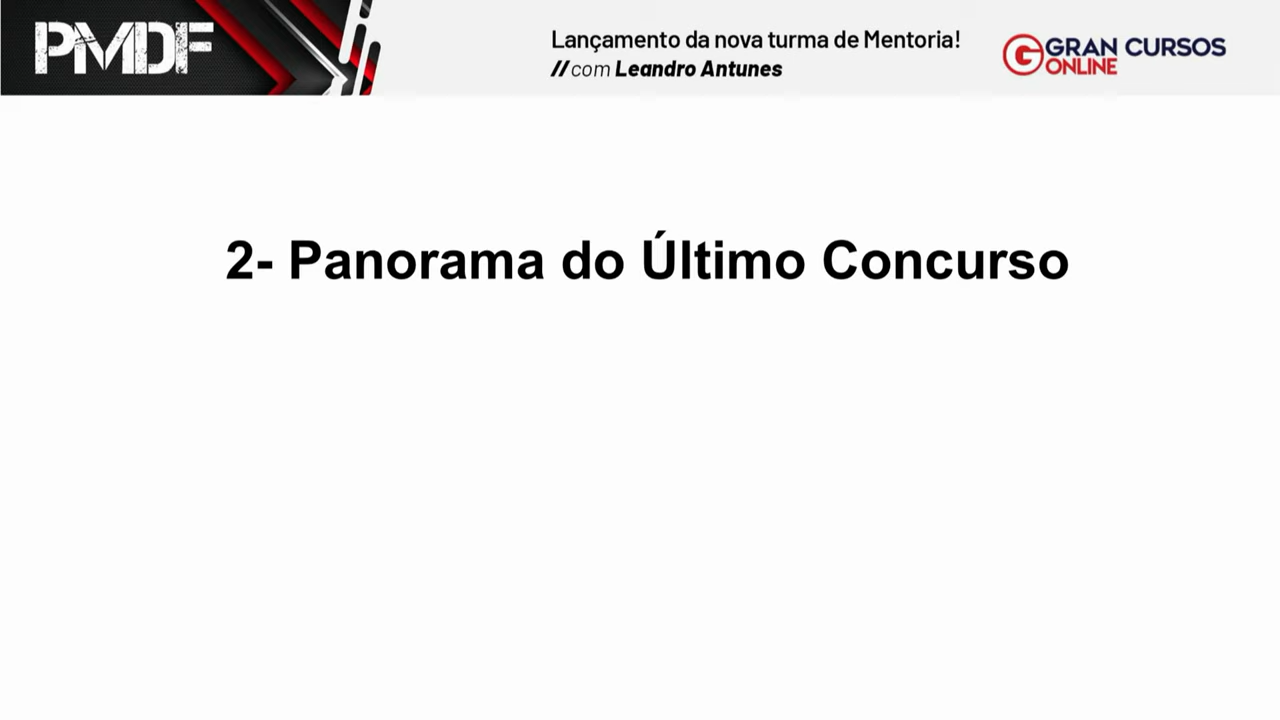 PMDF
Lançamento da nova turma de Mentoria!
// com Leandro Antunes
GRAN CURSOS
ONLINE
2- Panorama do Último Concurso